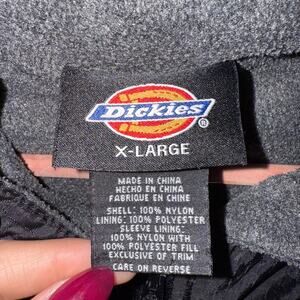 Dickies
®
X-LARGE
MADE IN CHINA
HECHO EN CHINA
FABRIQUE EN CHINE
SHELL: 100% NYLON
LINING: 100% POLYESTER
SLEEVE LINING:
100% NYLON WITH
100% POLYESTER FILL
EXCLUSIVE OF TRIM
CARE ON REVERSE